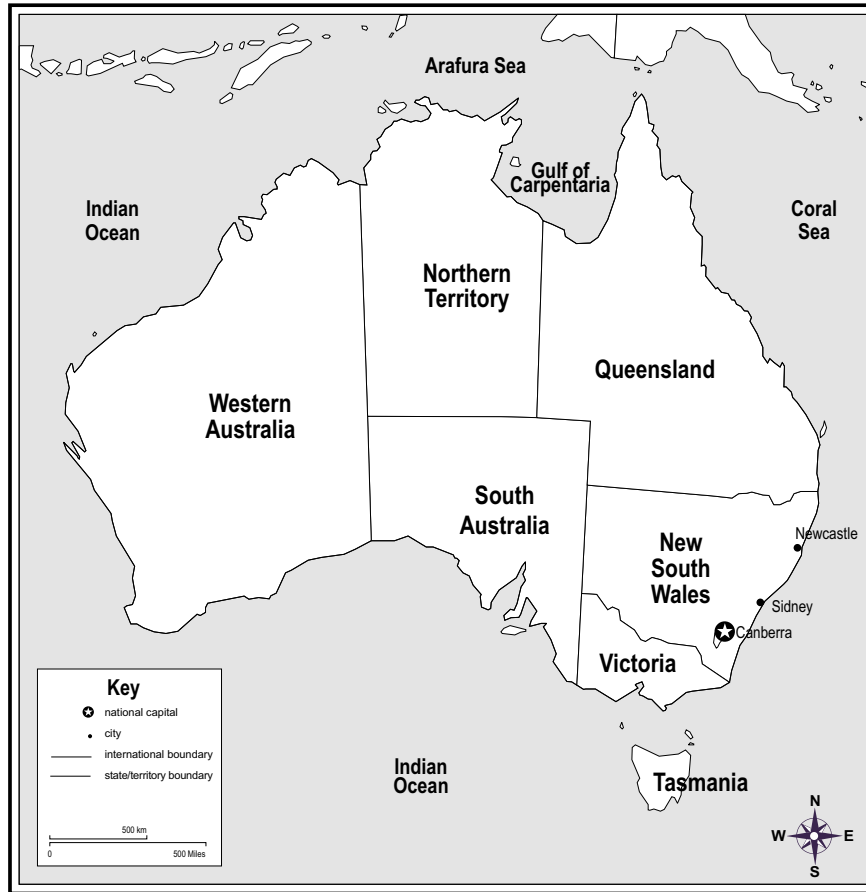 Arafura Sea
Gulf of
Carpentaria
Indian
Ocean
Coral
Sea
Northern
Territory
Queensland
Western
Australia
South
Australia
New
South
Wales
Newcastle
Sidney
Canberra
Victoria
Tasmania
Indian
Ocean
Key
national capital
city
international boundary
state/territory boundary
500 km
0
500 Miles
N
W
E
S